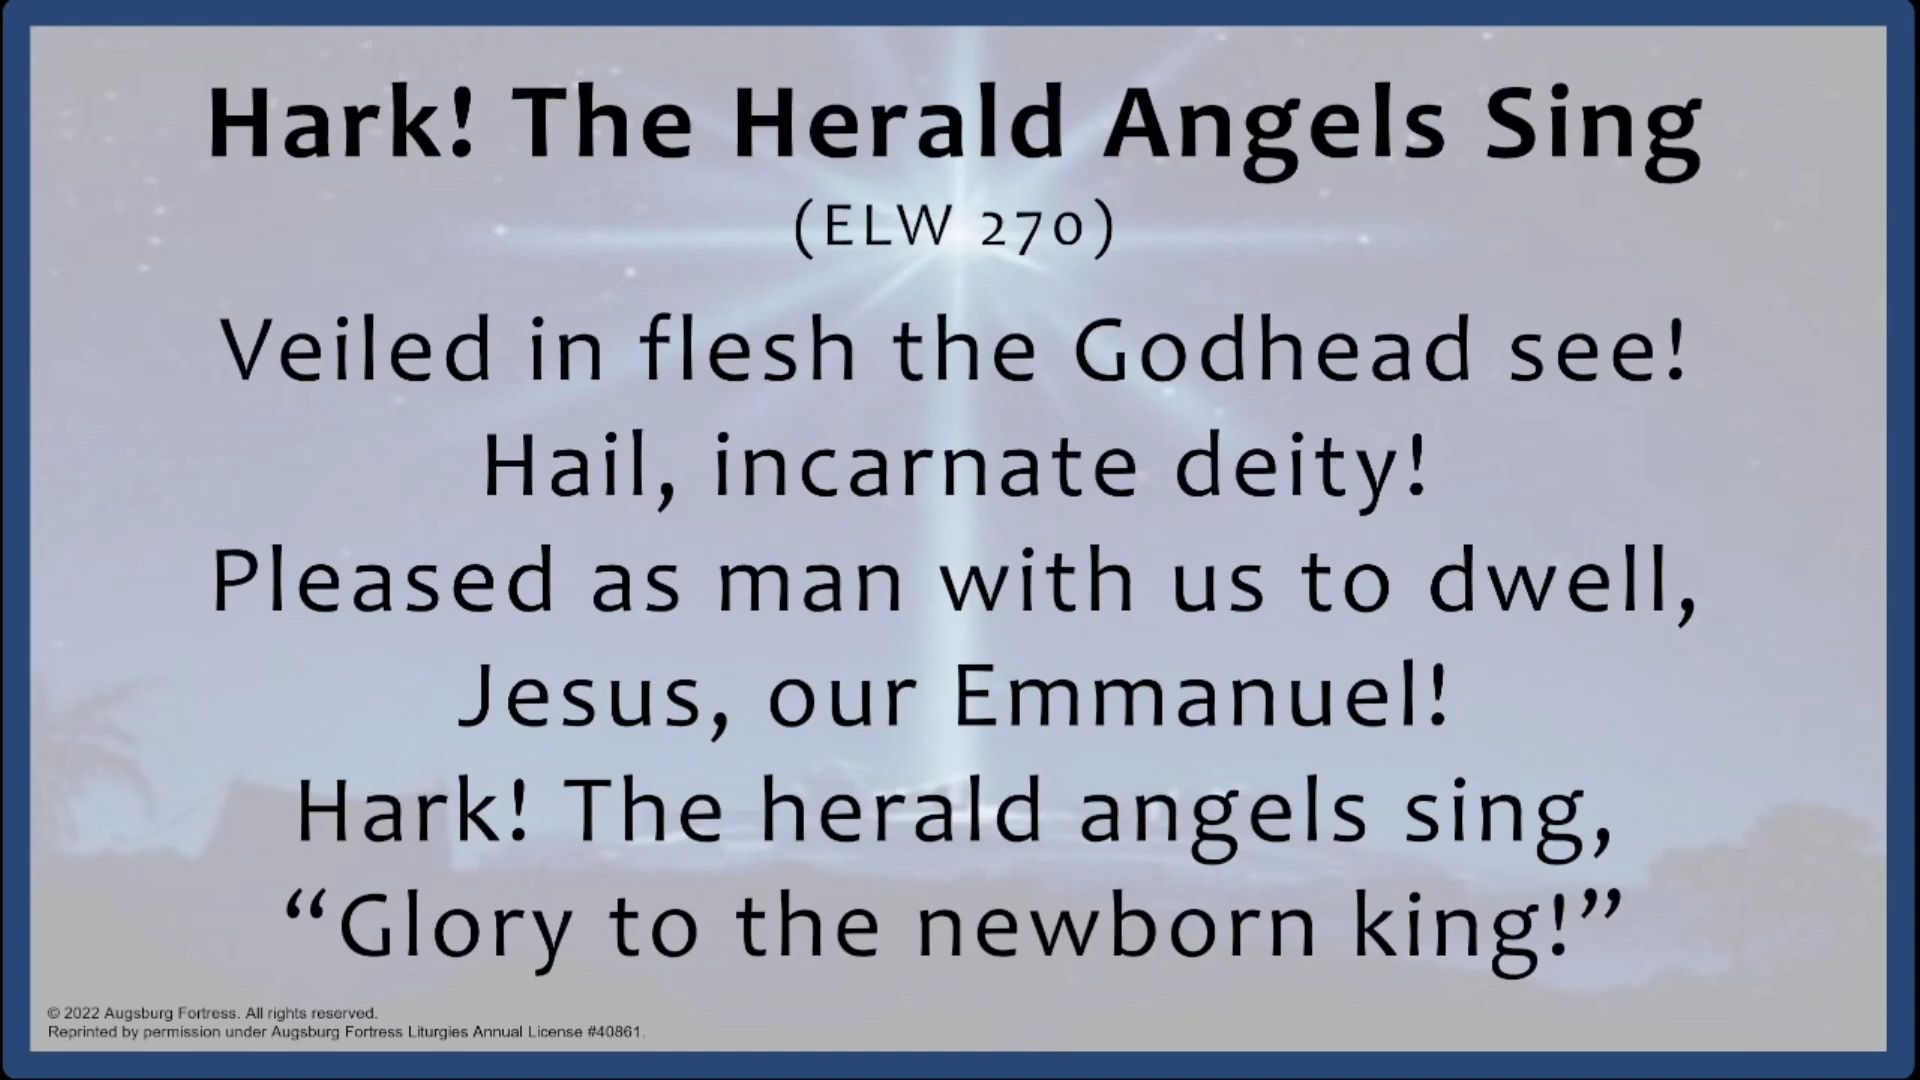 Hark! The Herald Angels Sing
(ELW 270)
Veiled in flesh the Godhead see!
Hail, incarnate deity!
Pleased as man with us to dwell,
Jesus, our Emmanuel!
Hark! The herald angels sing,
“Glory to the newborn king!”
© 2022 Augsburg Fortress. All rights reserved.
Reprinted by permission under Augsburg Fortress Liturgies Annual License #40861.